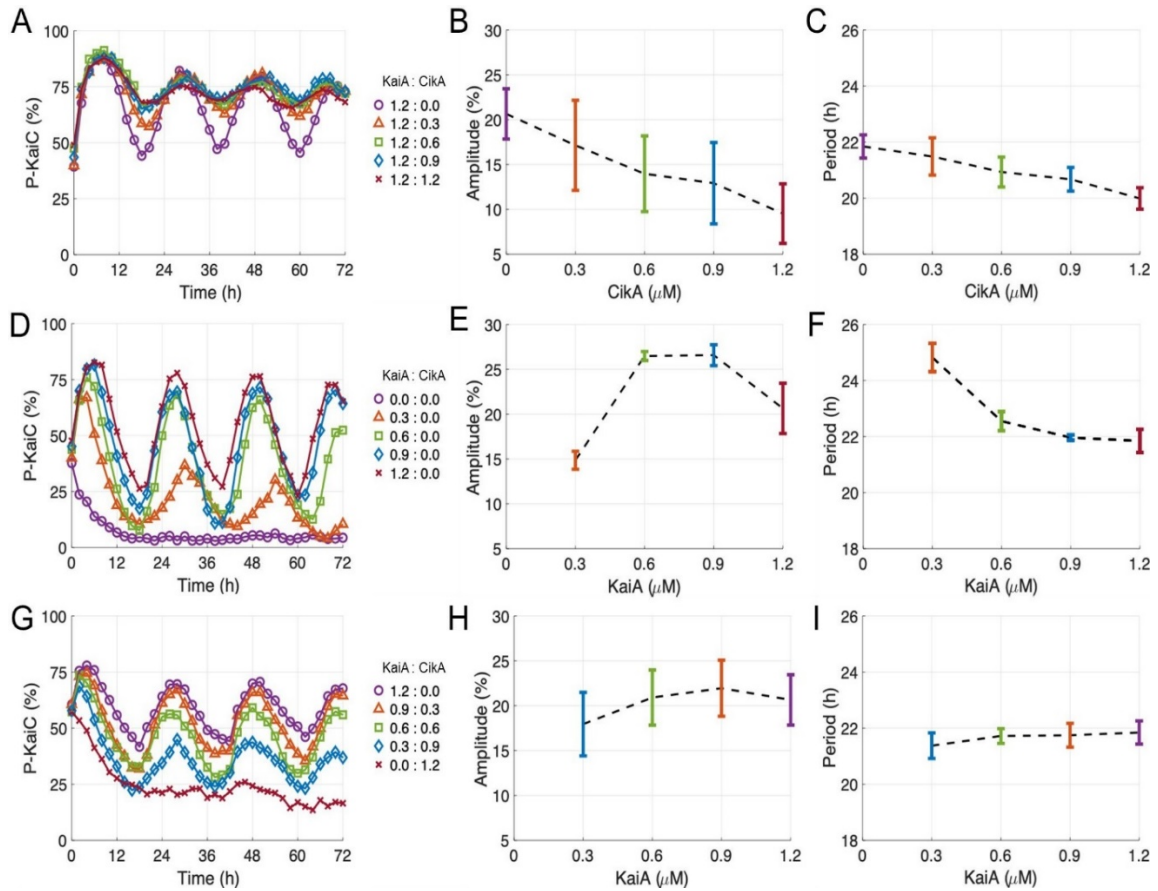 A
P-KaiC (%)
100
75
50
25
0
0 12 24 36 48 60 72
Time (h)
KaiA : CikA
1.2 : 0.0
1.2 : 0.3
1.2 : 0.6
1.2 : 0.9
1.2 : 1.2
B
Amplitude (%)
30
25
20
15
10
5
0 0.3 0.6 0.9 1.2
CikA (μM)
C
Period (h)
26
24
22
20
18
0 0.3 0.6 0.9 1.2
CikA (μM)
D
P-KaiC (%)
100
75
50
25
0
0 12 24 36 48 60 72
Time (h)
KaiA : CikA
0.0 : 0.0
0.3 : 0.0
0.6 : 0.0
0.9 : 0.0
1.2 : 0.0
E
Amplitude (%)
30
25
20
15
10
5
0 0.3 0.6 0.9 1.2
KaiA (μM)
F
Period (h)
26
24
22
20
18
0 0.3 0.6 0.9 1.2
KaiA (μM)
G
P-KaiC (%)
100
75
50
25
0
0 12 24 36 48 60 72
Time (h)
KaiA : CikA
1.2 : 0.0
0.9 : 0.3
0.6 : 0.6
0.3 : 0.9
0.0 : 1.2
H
Amplitude (%)
30
25
20
15
10
5
0 0.3 0.6 0.9 1.2
KaiA (μM)
I
Period (h)
26
24
22
20
18
0 0.3 0.6 0.9 1.2
KaiA (μM)